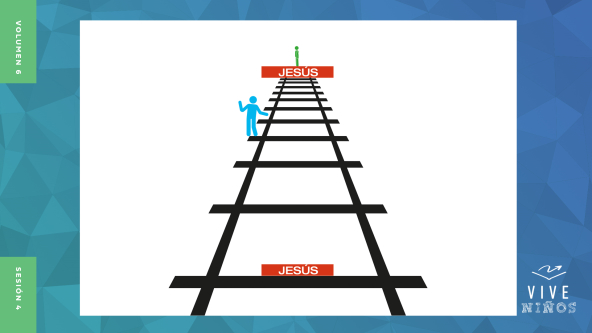 VOLUMEN 6
JESÚS
JESÚS
SESIÓN 4
VIVE
NIÑOS